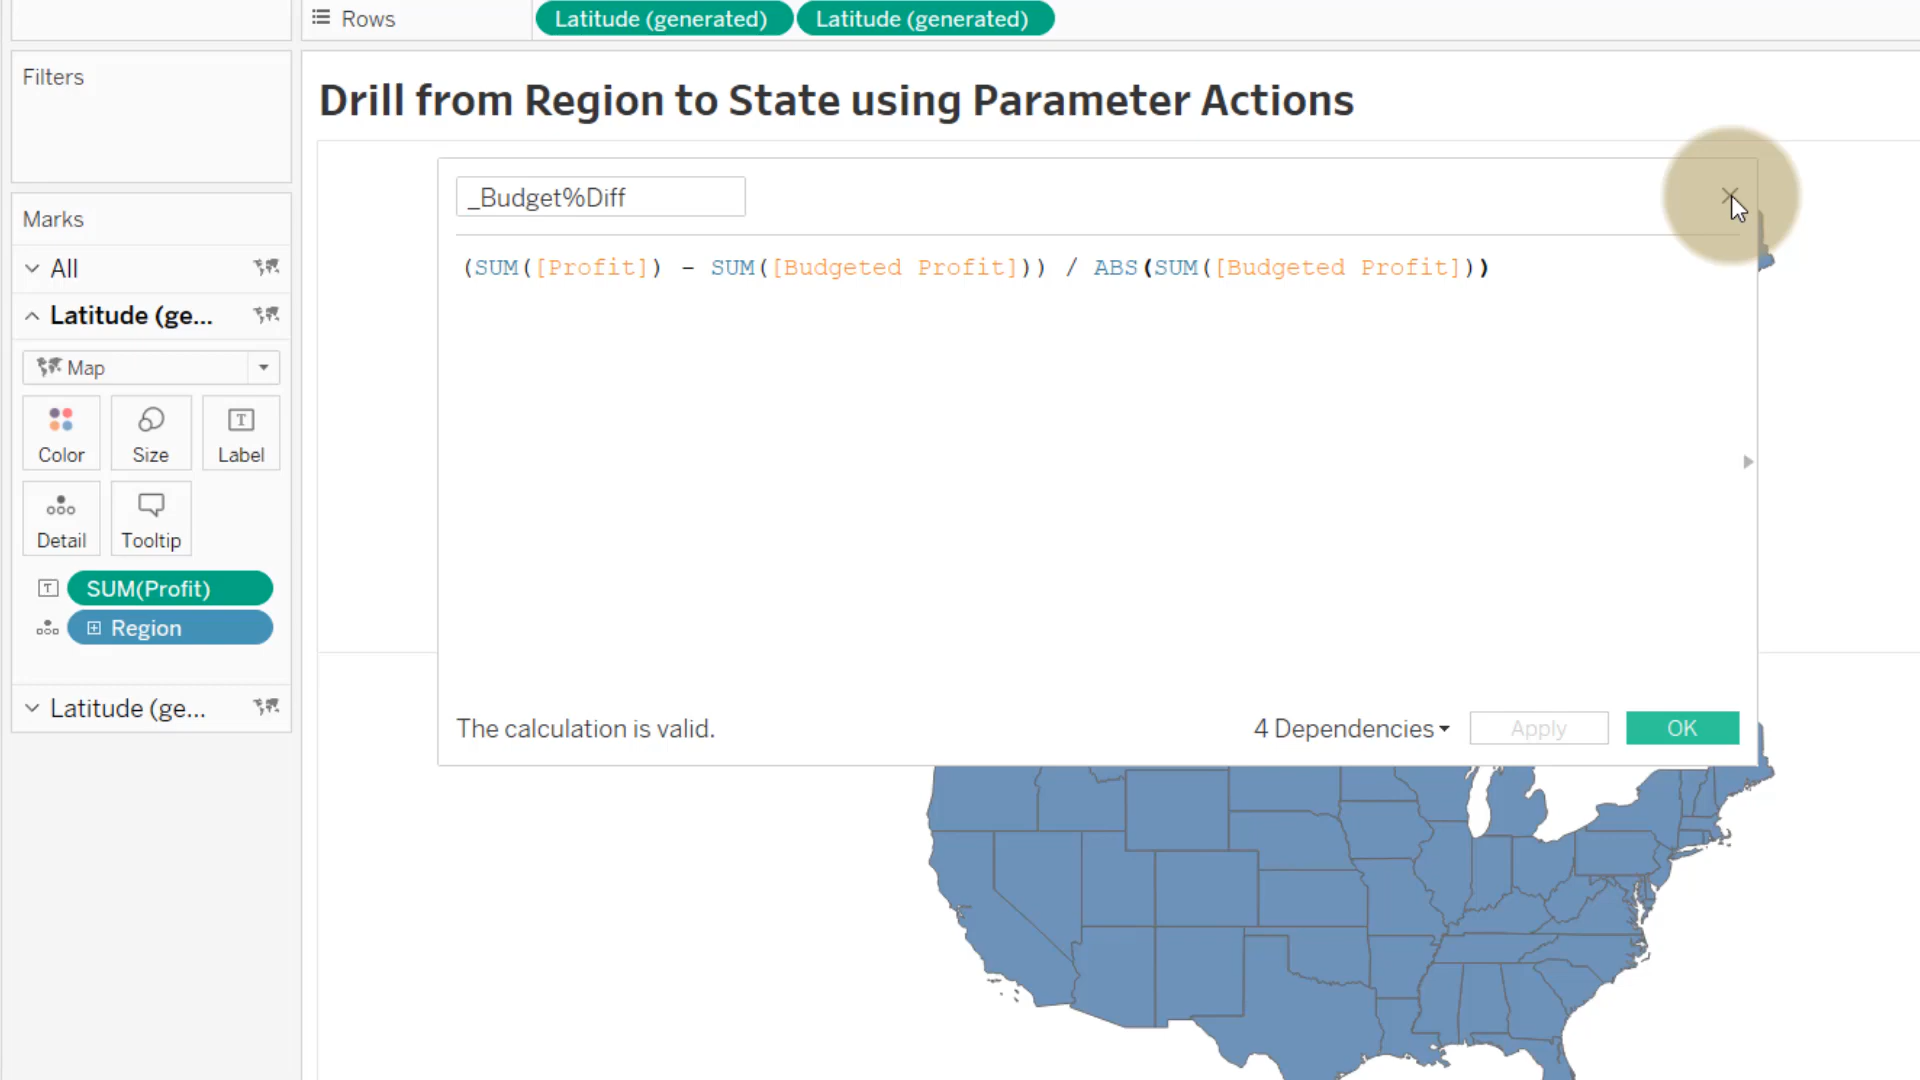 Rows
Latitude (generated)
Latitude (generated)
Filters
Drill from Region to State using Parameter Actions
_Budget%Diff
Marks
All
(SUM([Profit]) - SUM([Budgeted Profit])) / ABS(SUM([Budgeted Profit]))
Latitude (ge...
Map
Color
Size
Label
Detail
Tooltip
SUM(Profit)
Region
Latitude (ge...
The calculation is valid.
4 Dependencies
Apply
OK